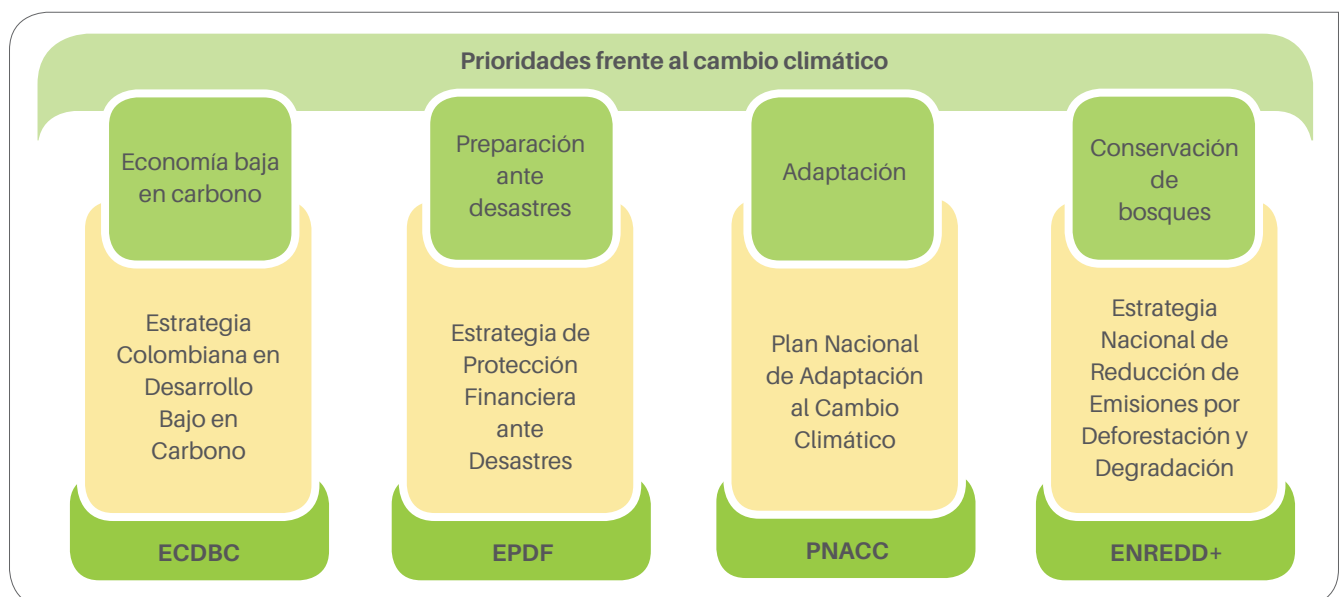 Prioridades frente al cambio climático
Economía baja
en carbono
Estrategia
Colombiana en
Desarrollo
Bajo en
Carbono
ECDBC
Preparación
ante
desastres
Estrategia de
Protección
Financiera
ante
Desastres
EPDF
Adaptación
Plan Nacional
de Adaptación
al Cambio
Climático
PNACC
Conservación
de
bosques
Estrategia
Nacional de
Reducción de
Emisiones por
Deforestación y
Degradación
ENREDD+